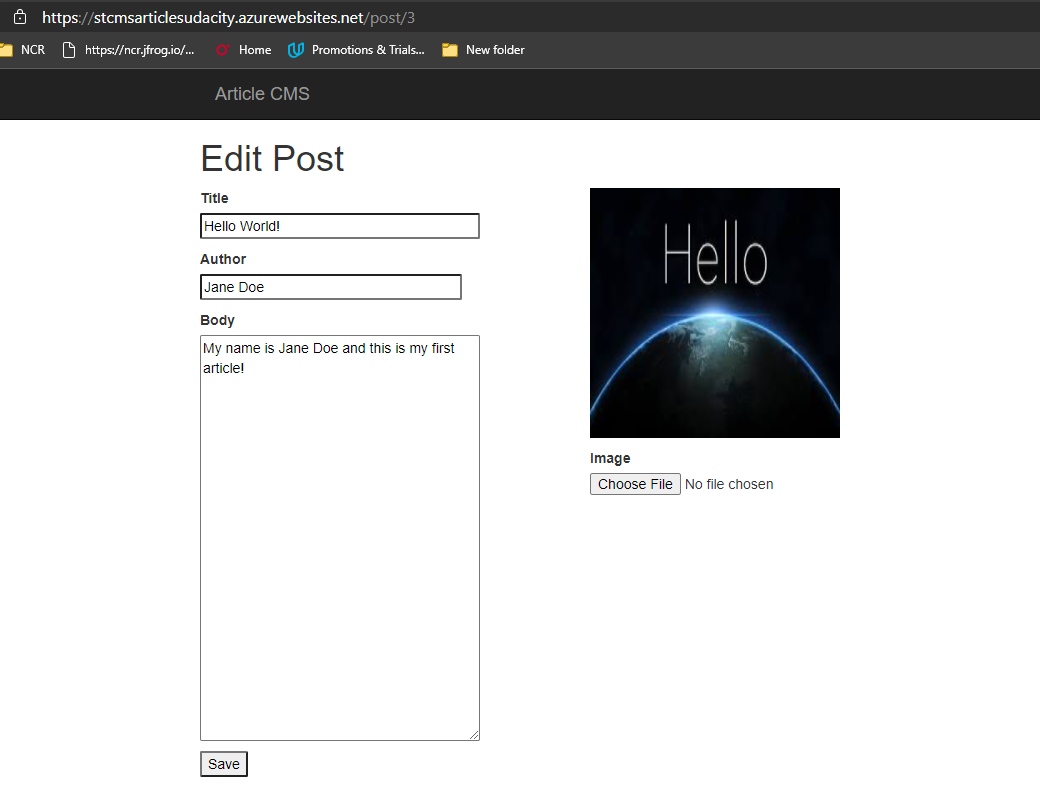 https://stcmsarticlesudacity.azurewebsites.net/post/3
NCR https://ncr.jfrog.io/... Home Promotions & Trials... New folder
Article CMS
Edit Post
Title
Hello World!
Author
Jane Doe
Body
My name is Jane Doe and this is my first
article!
Save
Hello
Image
Choose File No file chosen